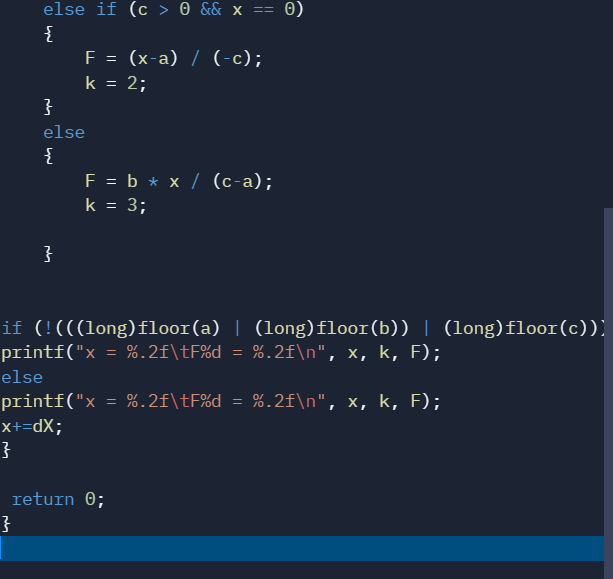 else if (c > 0 && x == 0)
{
F = (x-a) / (-c);
k = 2;
}
else
{
F = b * x / (c-a);
k = 3;
}
if (!(((long)floor(a) | (long)floor(b)) | (long)floor(c)))
printf("x = %.2f\tF%d = %.2f\n", x, k, F);
else
printf("x = %.2f\tF%d = %.2f\n", x, k, F);
x+=dX;
}
return 0;
}